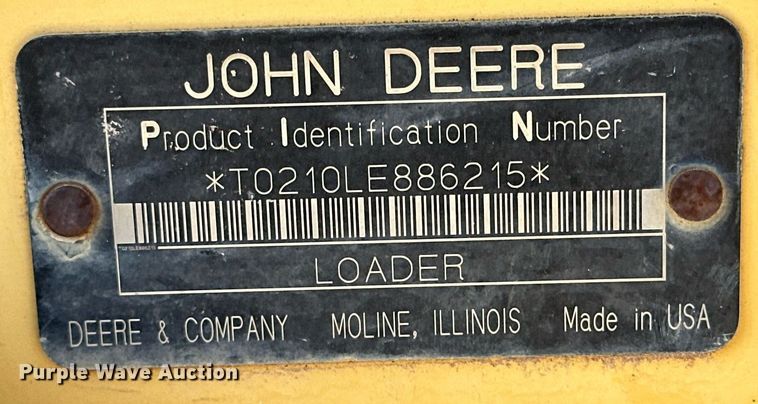 JOHN DEERE
Product Identification Number
*T0210LE886215*
LOADER
DEERE & COMPANY MOLINE, ILLINOIS Made in USA
Purple Wave Auction